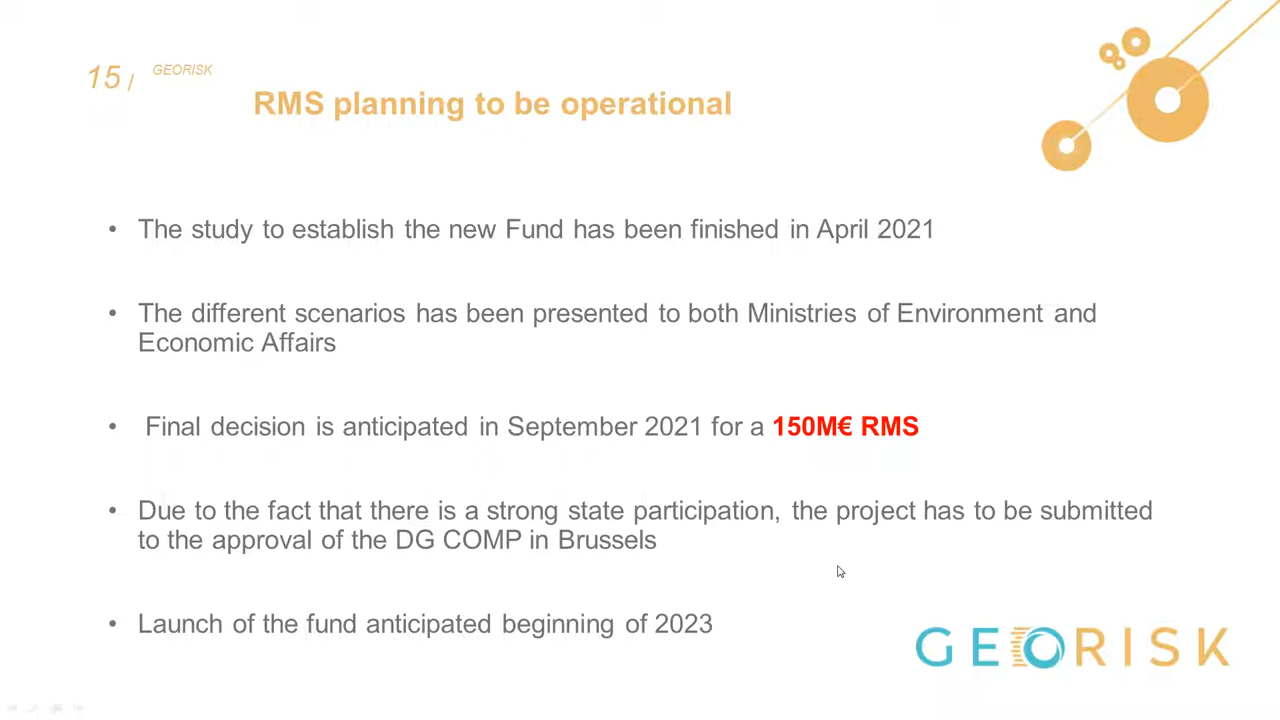 15 /
GEORISK
RMS planning to be operational
• The study to establish the new Fund has been finished in April 2021
• The different scenarios has been presented to both Ministries of Environment and
Economic Affairs
• Final decision is anticipated in September 2021 for a 150M€ RMS
• Due to the fact that there is a strong state participation, the project has to be submitted
to the approval of the DG COMP in Brussels
• Launch of the fund anticipated beginning of 2023
GEORISK